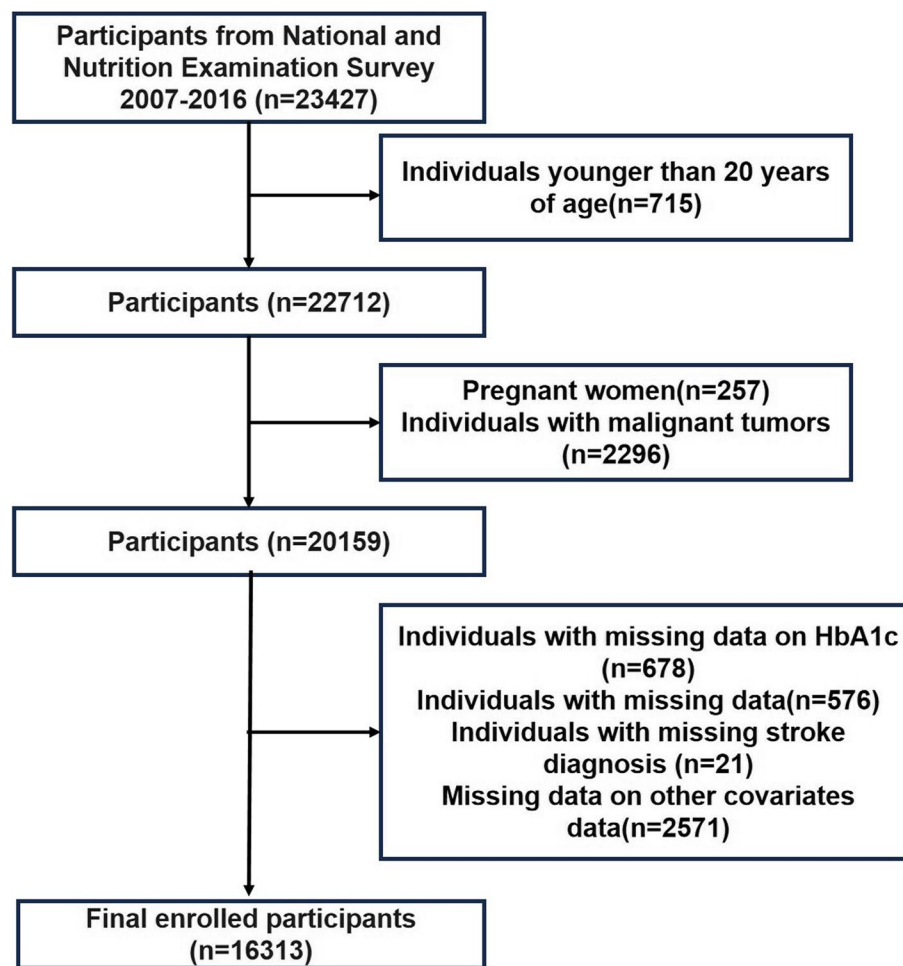 Participants from National and
Nutrition Examination Survey
2007-2016 (n=23427)
Individuals younger than 20 years
of age(n=715)
Participants (n=22712)
Pregnant women(n=257)
Individuals with malignant tumors
(n=2296)
Participants (n=20159)
Individuals with missing data on HbA1c
(n=678)
Individuals with missing data(n=576)
Individuals with missing stroke
diagnosis (n=21)
Missing data on other covariates
data(n=2571)
Final enrolled participants
(n=16313)